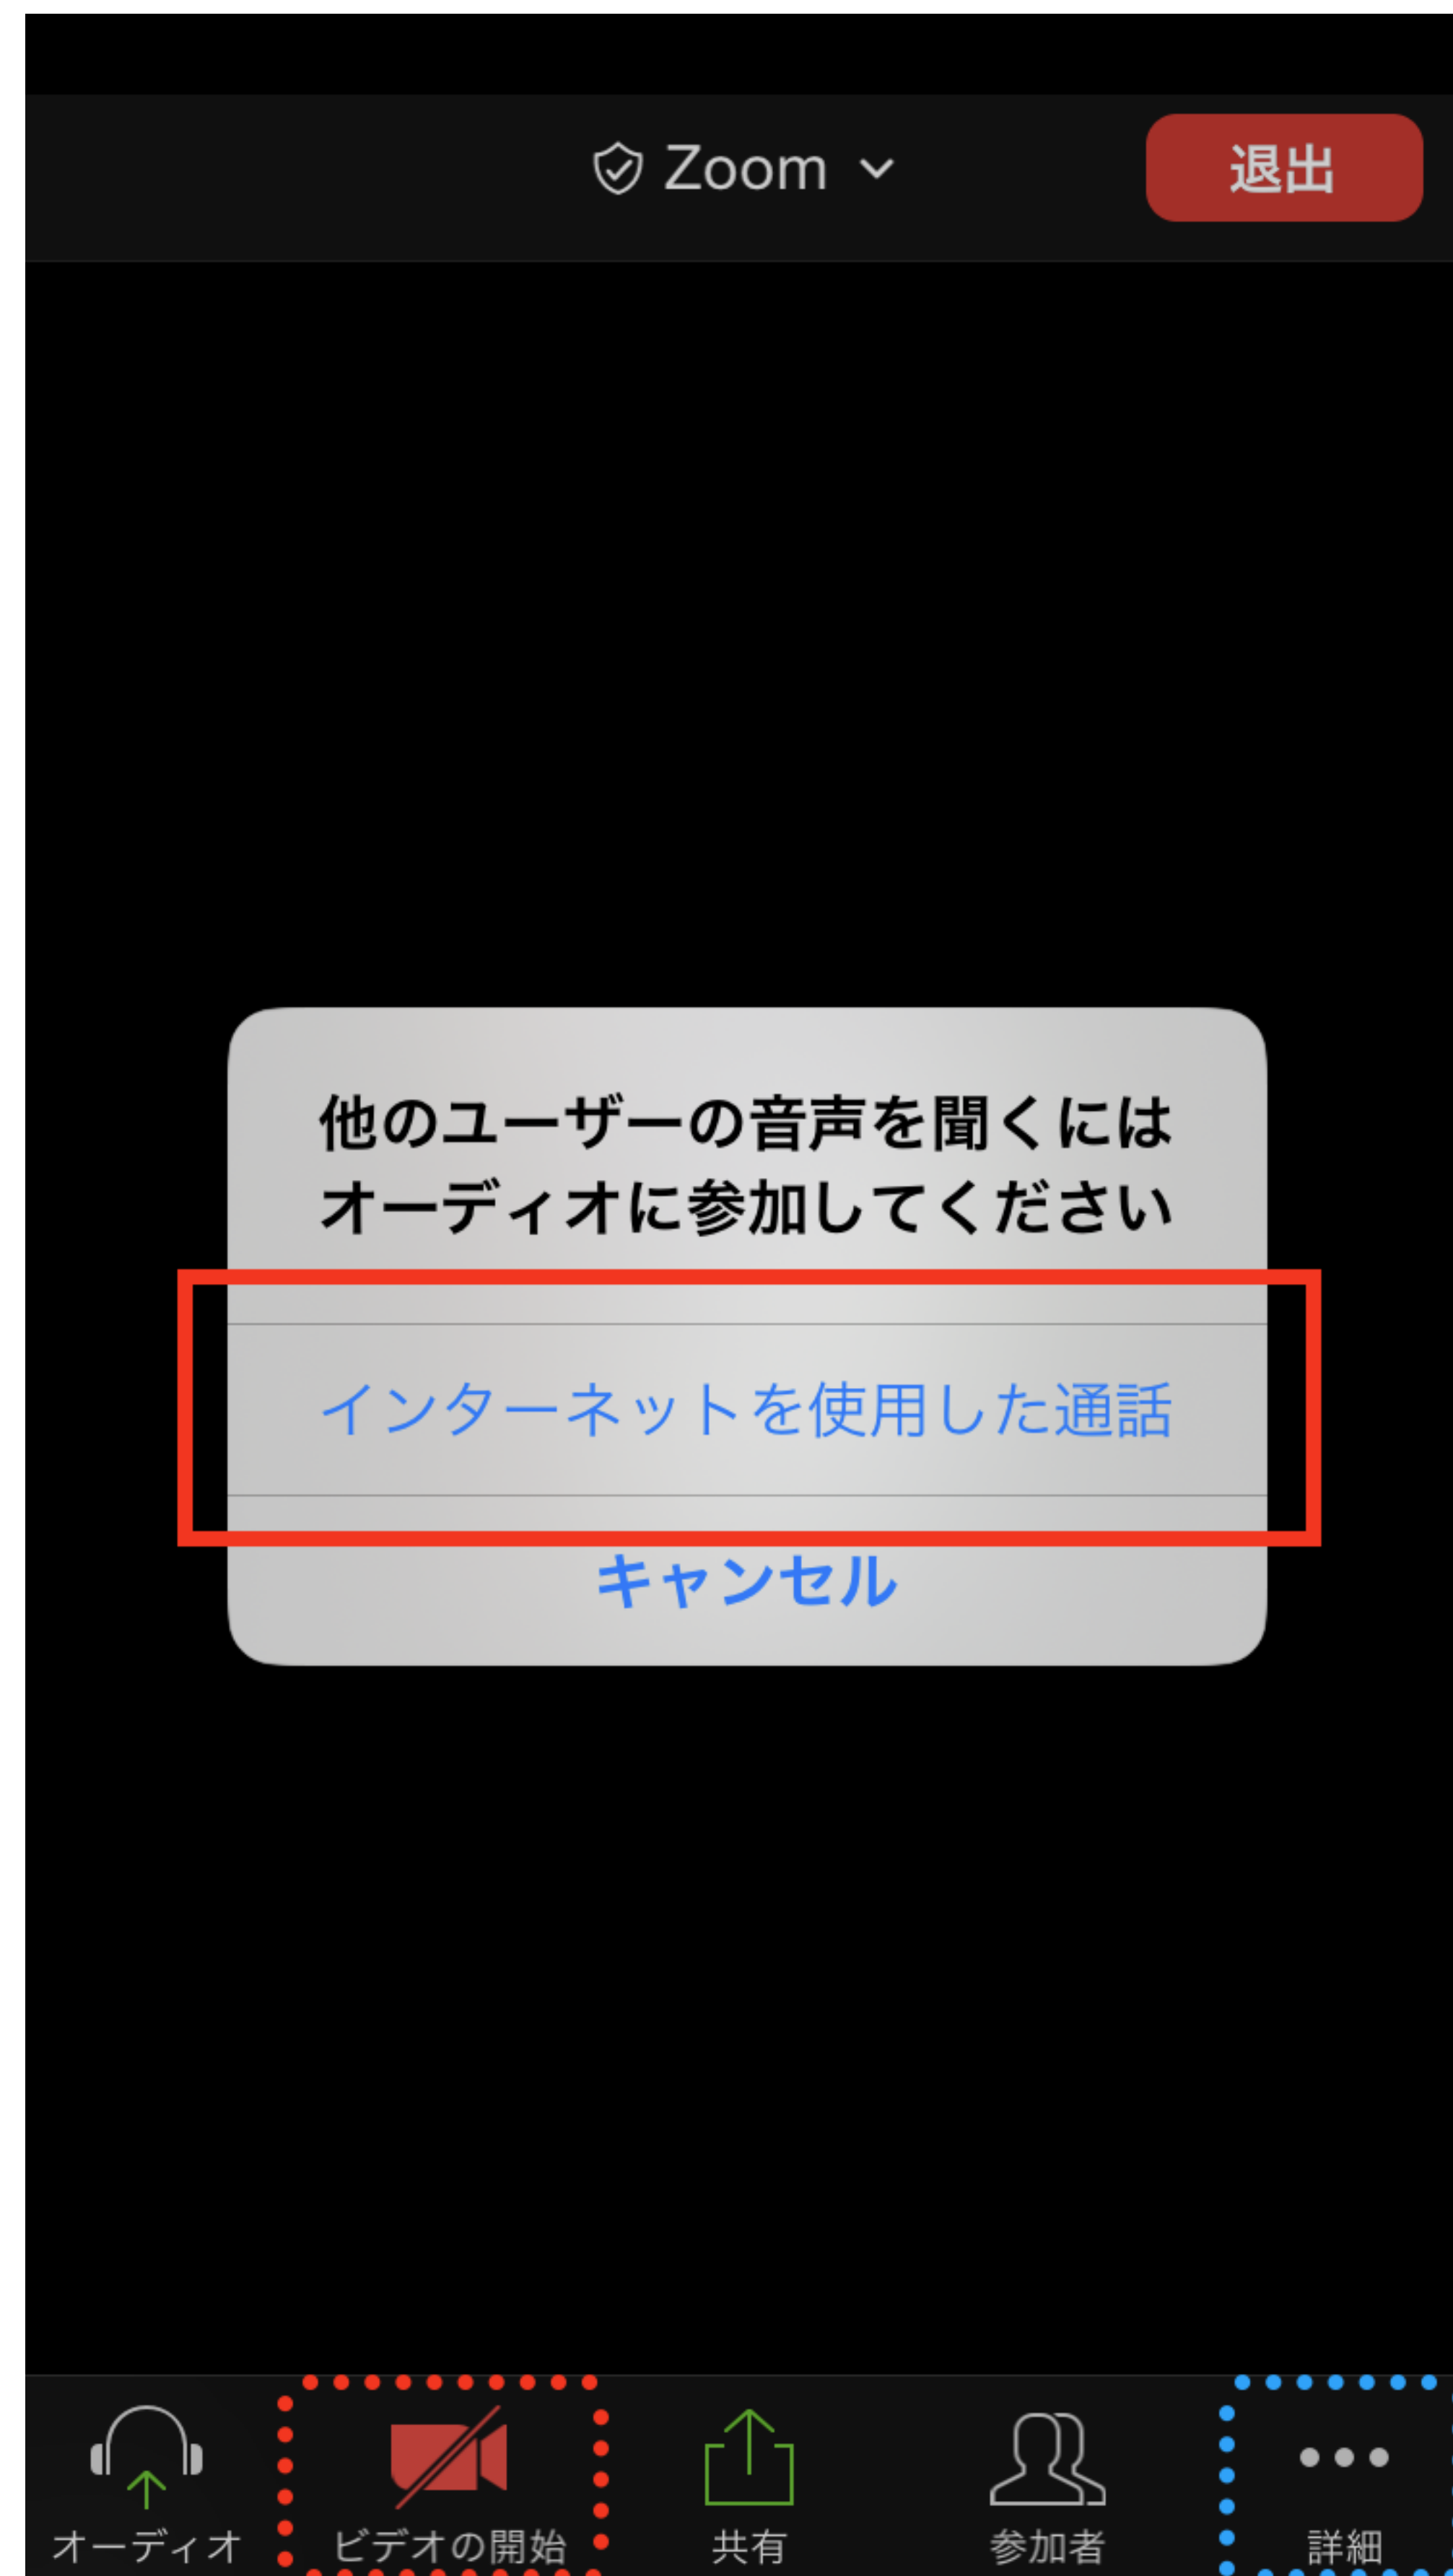 Zoom
退出
他のユーザーの音声を聞くには
オーディオに参加してください
インターネットを使用した通話
キャンセル
オーディオ
ビデオの開始
共有
参加者
詳細